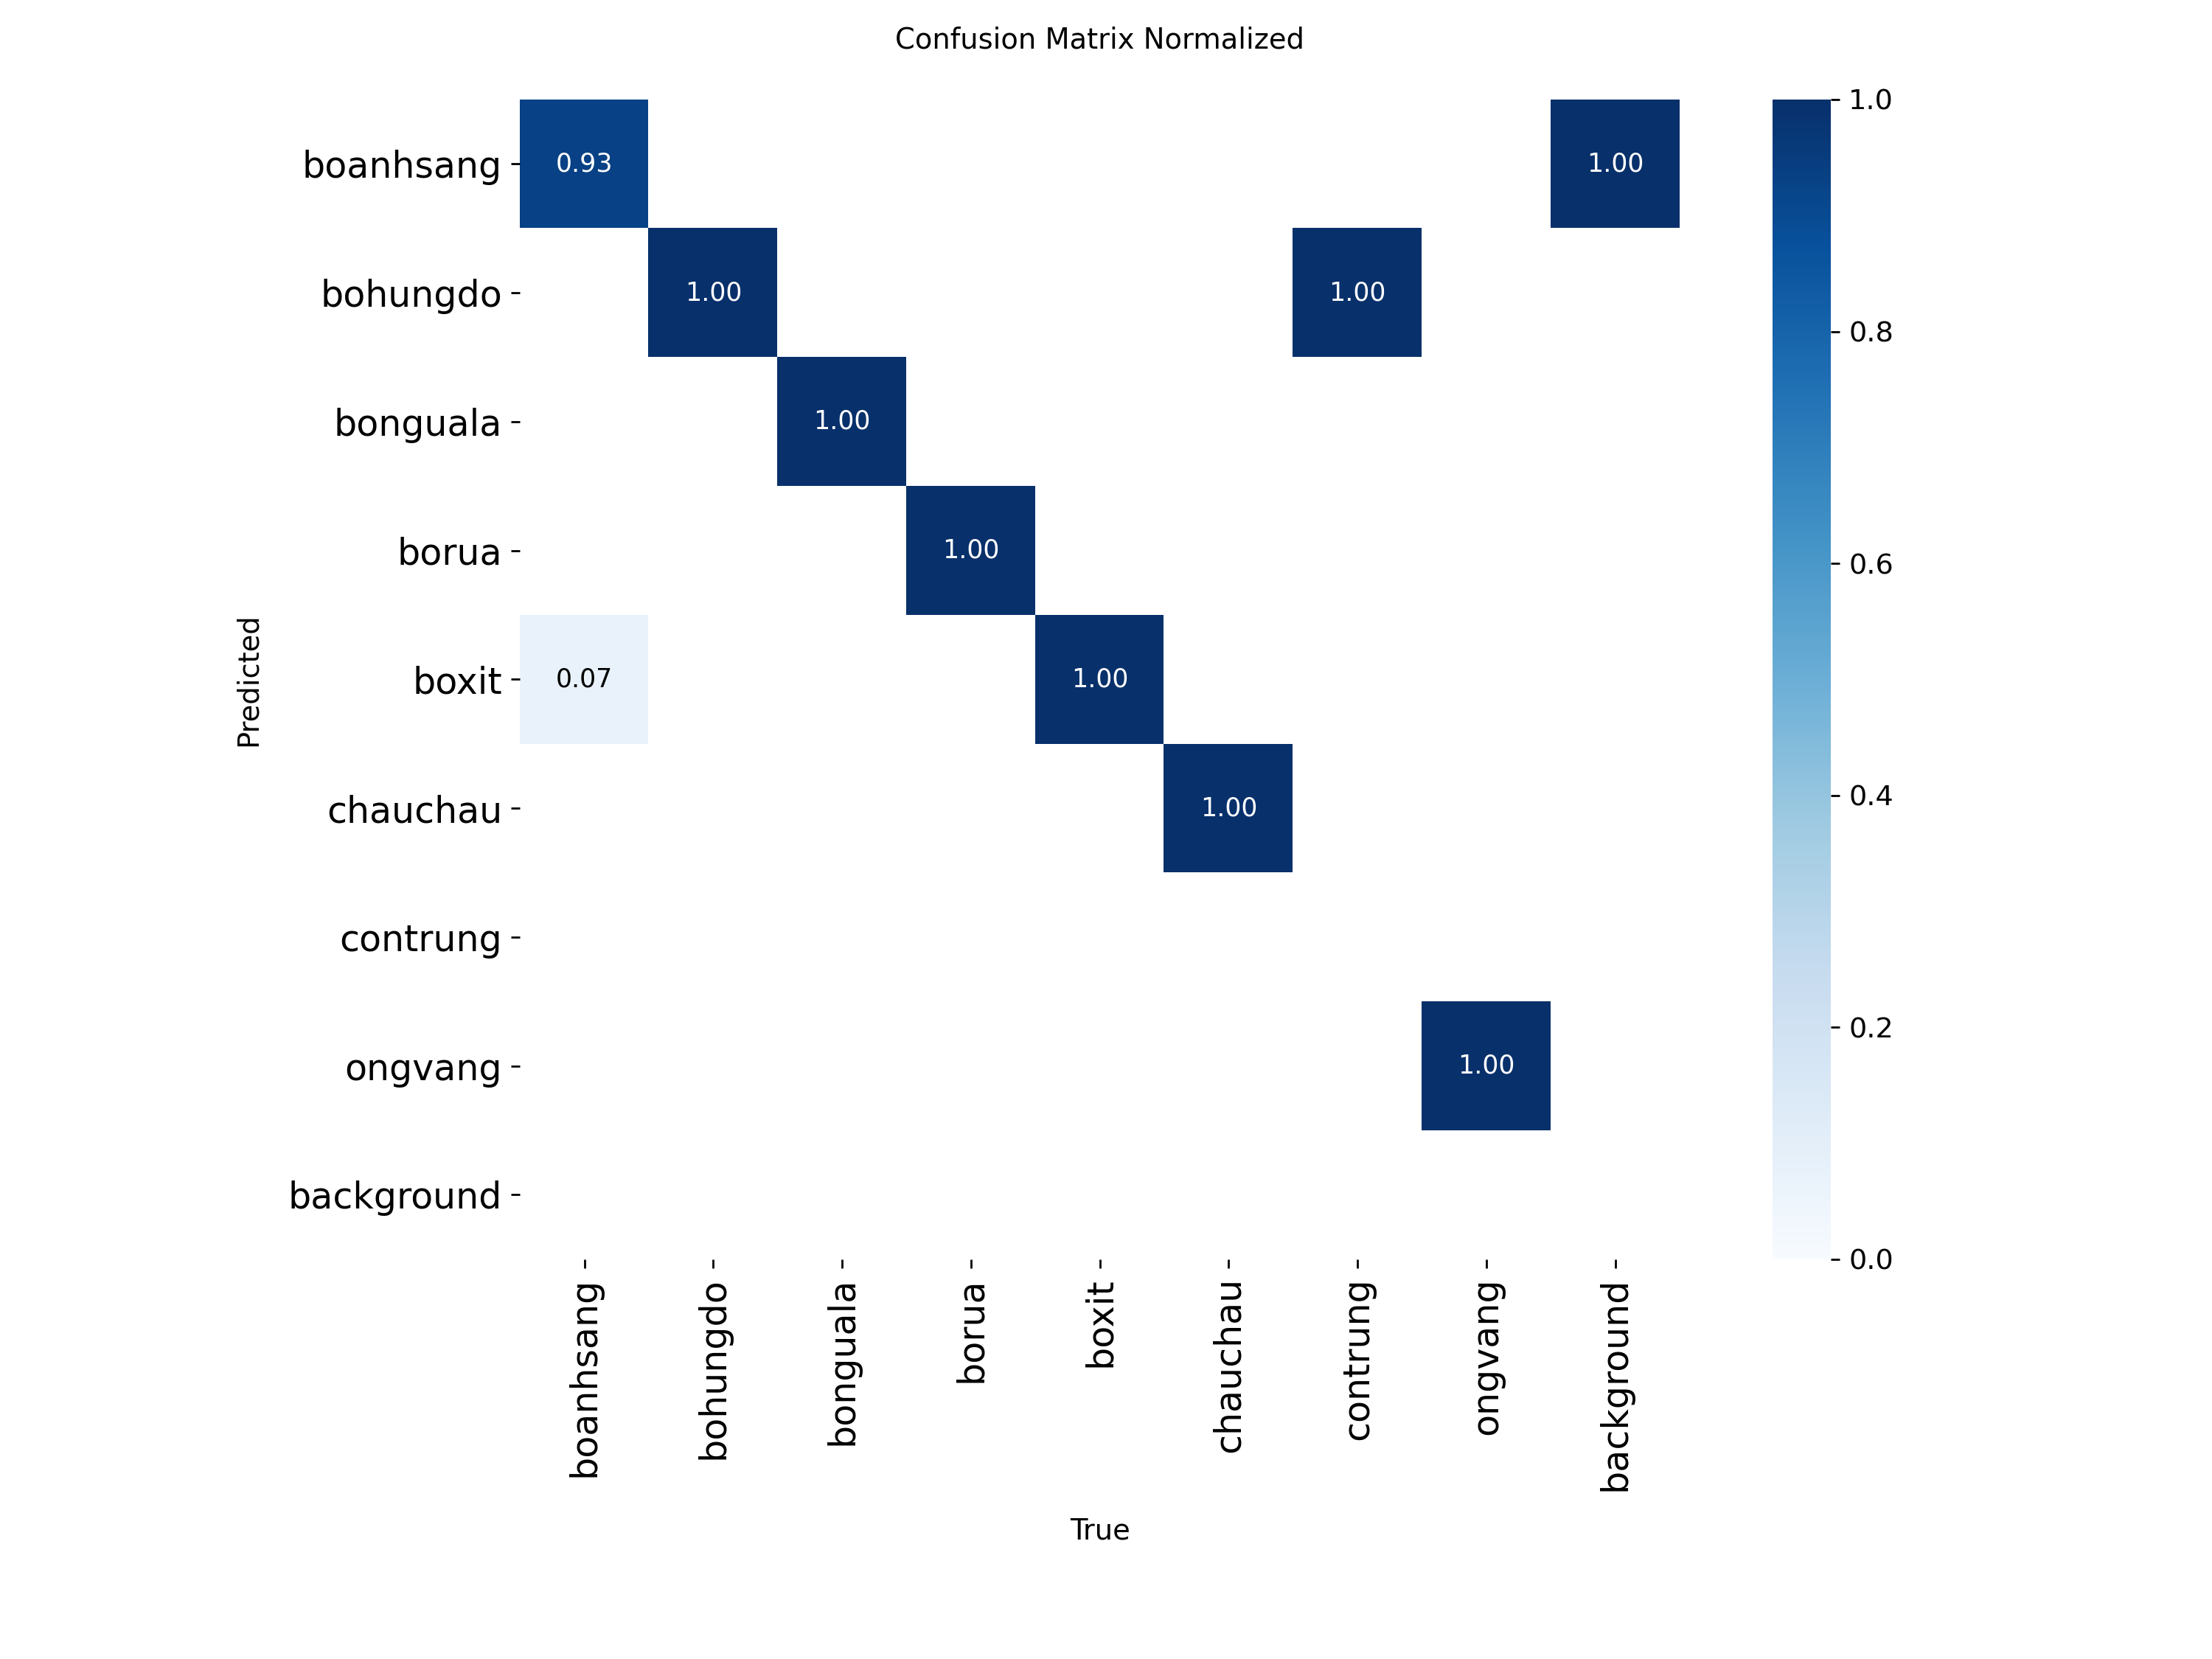 Confusion Matrix Normalized
boanhsang 0.93 1.00
bohungdo 1.00 1.00
bonguala 1.00
borua 1.00
boxit 0.07 1.00
chauchau 1.00
contrung
ongvang 1.00
background
Predicted
boanhsang
bohungdo
bonguala
borua
boxit
chauchau
contrung
ongvang
background
True
1.0
0.8
0.6
0.4
0.2
0.0